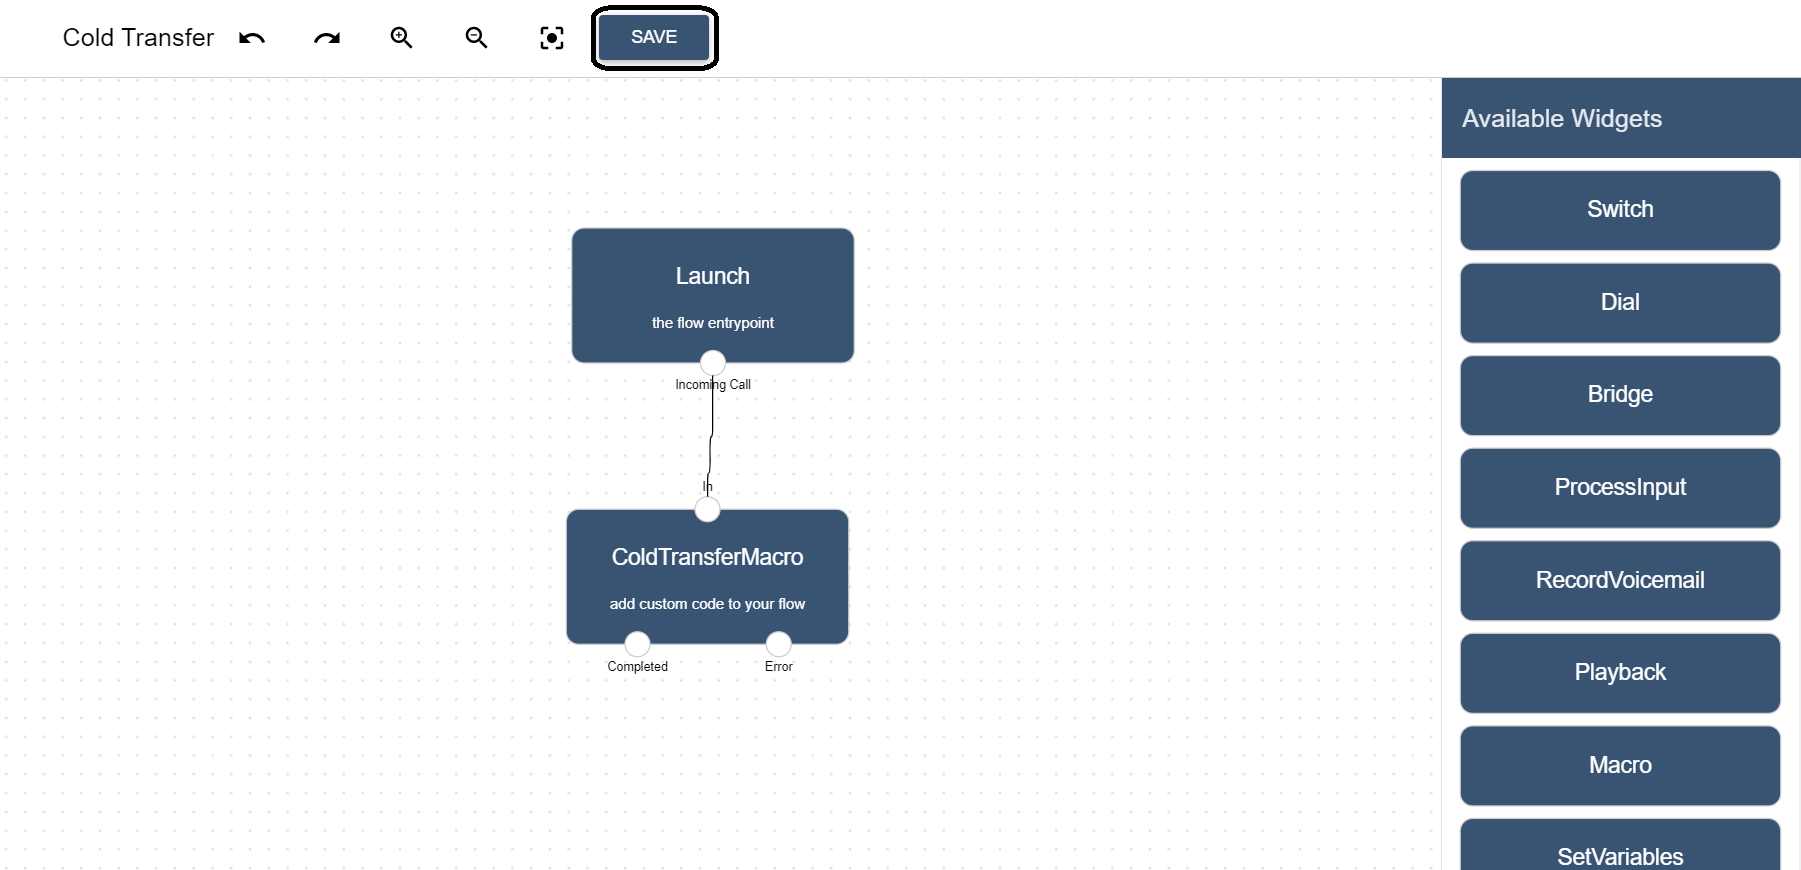 Cold Transfer
SAVE
Available Widgets
Switch
Dial
Bridge
ProcessInput
RecordVoicemail
Playback
Macro
SetVariables
Launch
the flow entrypoint
Incoming Call
In
ColdTransferMacro
add custom code to your flow
Completed
Error